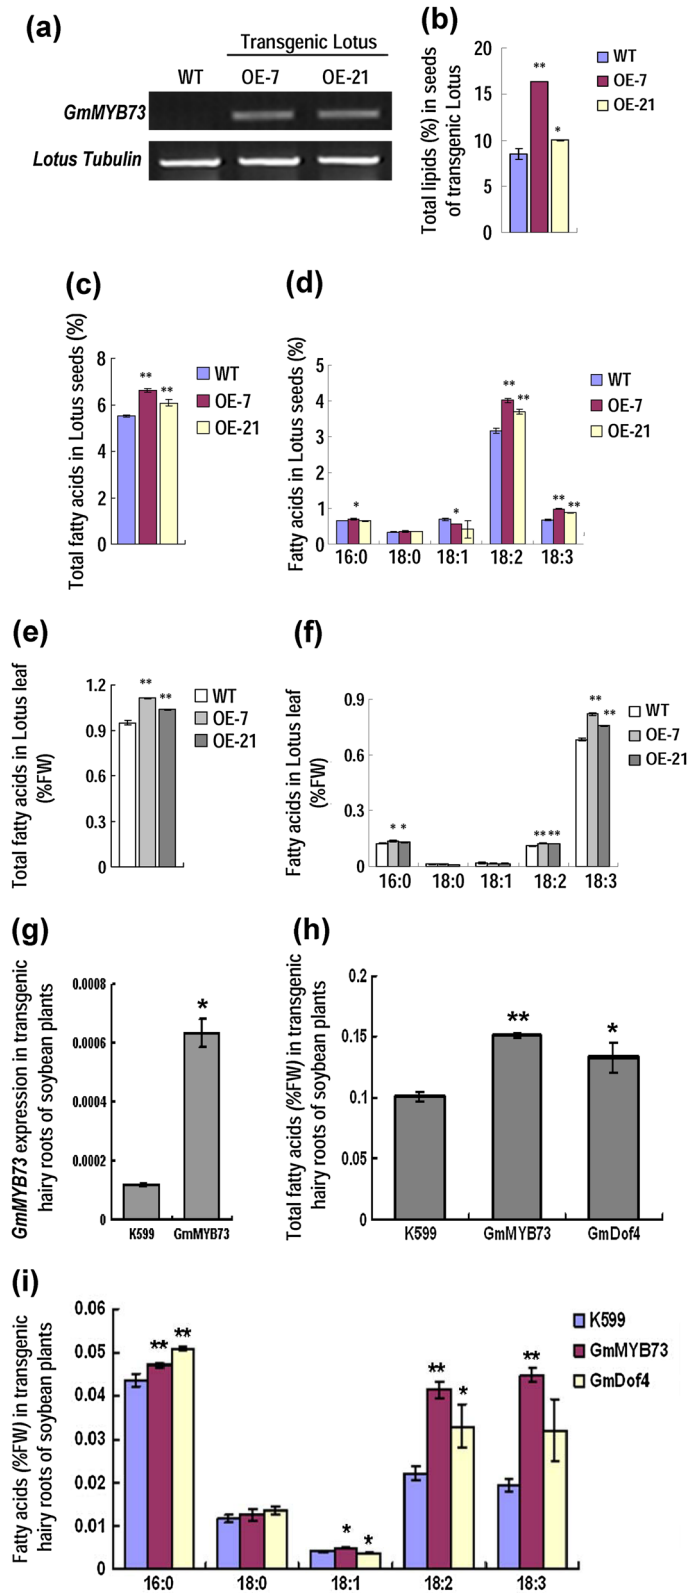 (a)
Transgenic Lotus
WT OE-7 OE-21
GmMYB73
Lotus Tubulin
(b)
Total lipids (%) in seeds
of transgenic Lotus
20
15
10
5
0
**
*
WT
OE-7
OE-21
(c)
Total fatty acids in Lotus seeds (%)
8
6
4
2
0
** **
WT
OE-7
OE-21
(d)
Fatty acids in Lotus seeds (%)
5
4
3
2
1
0
* * ** ** ** **
16:0 18:0 18:1 18:2 18:3
WT
OE-7
OE-21
(e)
Total fatty acids in Lotus leaf
(%FW)
1.2
0.9
0.6
0.3
0
** **
WT
OE-7
OE-21
(f)
Fatty acids in Lotus leaf
(%FW)
0.9
0.6
0.3
0
* * ** ** ** **
16:0 18:0 18:1 18:2 18:3
WT
OE-7
OE-21
(g)
GmMYB73 expression in transgenic
hairy roots of soybean plants
0.0008
0.0006
0.0004
0.0002
0
*
K599 GmMYB73
(h)
Total fatty acids (%FW) in transgenic
hairy roots of soybean plants
0.2
0.15
0.1
0.05
0
** *
K599 GmMYB73 GmDof4
(i)
Fatty acids (%FW) in transgenic
hairy roots of soybean plants
0.06
0.05
0.04
0.03
0.02
0.01
0
** ** * * ** * **
16:0 18:0 18:1 18:2 18:3
K599
GmMYB73
GmDof4